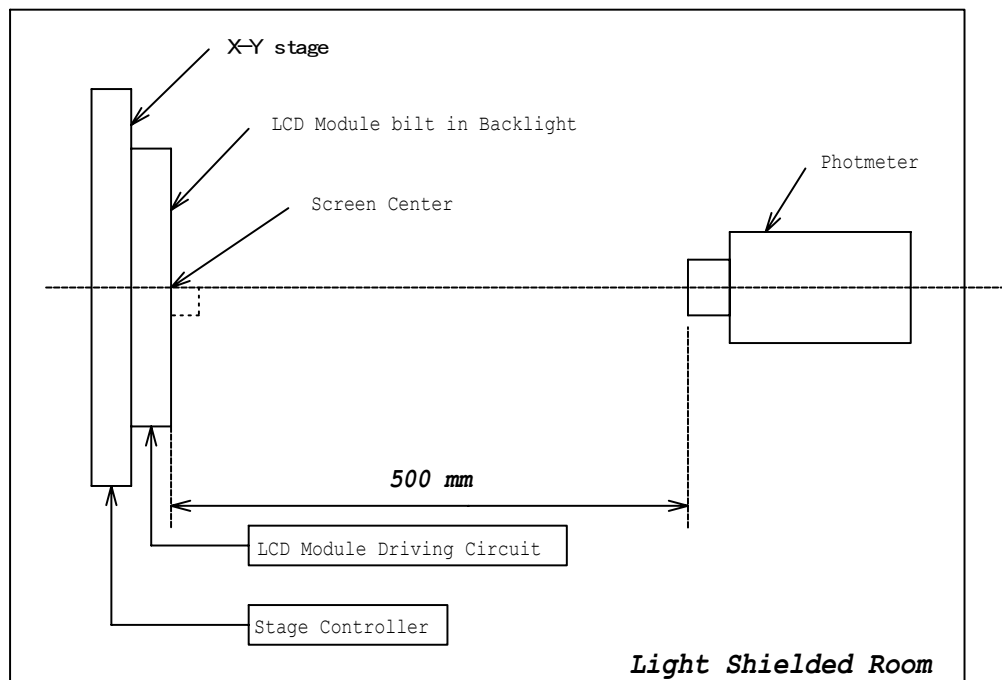 X-Y stage
LCD Module bilt in Backlight
Photmeter
Screen Center
500 mm
LCD Module Driving Circuit
Stage Controller
Light Shielded Room